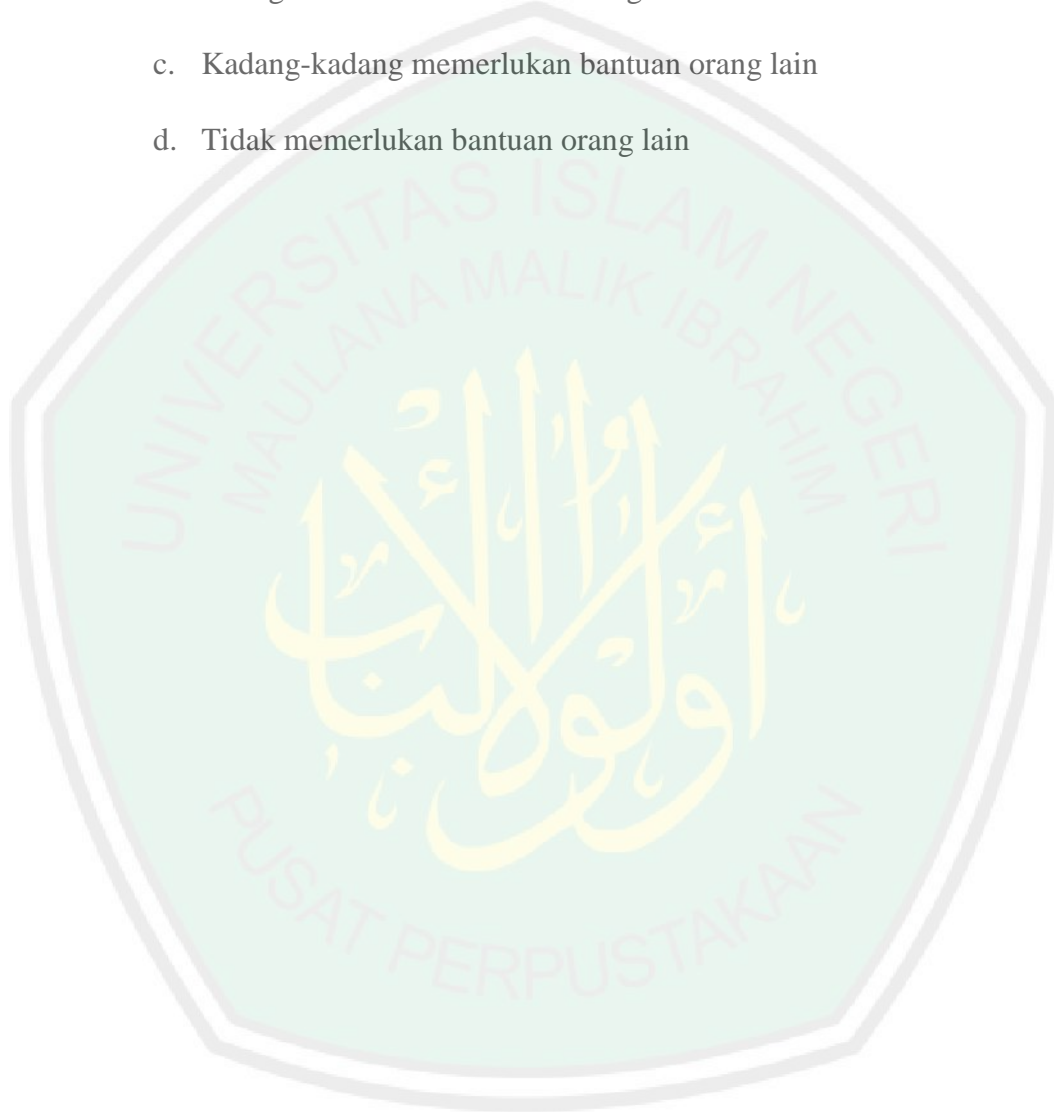 c. Kadang-kadang memerlukan bantuan orang lain
d. Tidak memerlukan bantuan orang lain
UNIVERSITAS ISLAM NEGERI
MAULANA MALIK IBRAHIM
أولو الألباب
PUSAT PERPUSTAKAAN